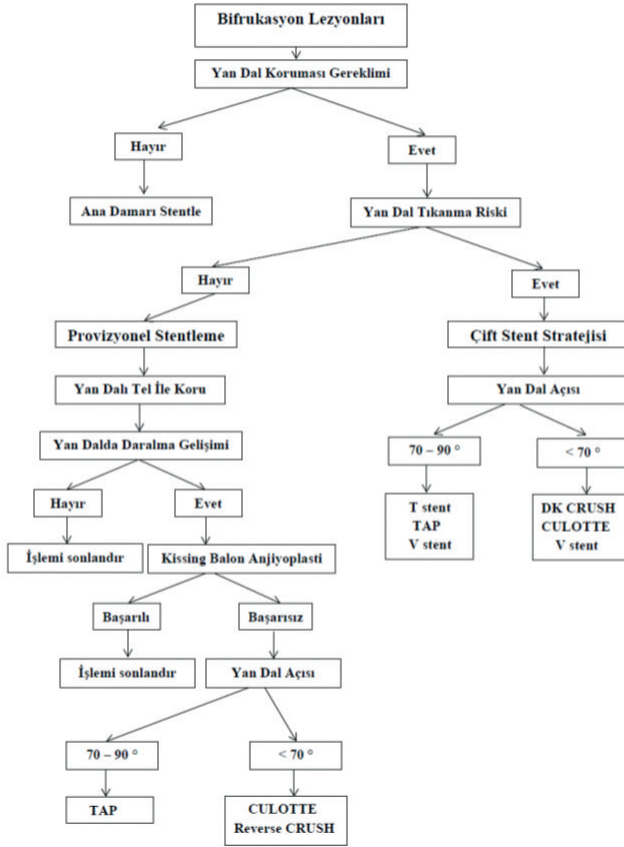 Bifrukasyon Lezyonları
Yan Dal Koruması Gereklimi
Hayır
Evet
Ana Damarı Stentle
Yan Dal Tıkanma Riski
Hayır
Evet
Provizyonel Stentleme
Çift Stent Stratejisi
Yan Dalı Tel İle Koru
Yan Dal Açısı
Yan Dalda Daralma Gelişimi
70 – 90 °
< 70 °
Hayır
Evet
T stent
TAP
V stent
DK CRUSH
CULOTTE
V stent
İşlemi sonlandır
Kissing Balon Anjiyoplasti
Başarılı
Başarısız
İşlemi sonlandır
Yan Dal Açısı
70 – 90 °
< 70 °
TAP
CULOTTE
Reverse CRUSH